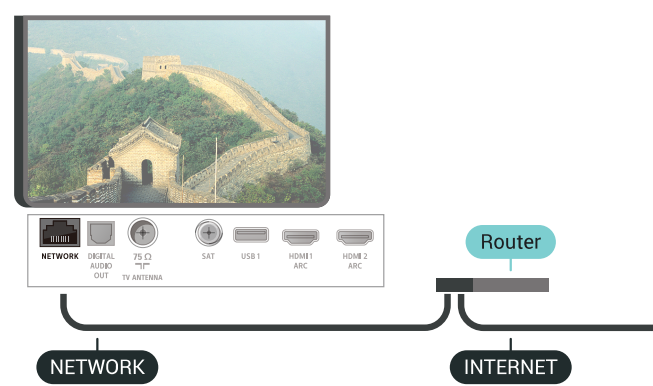 Router
NETWORK
DIGITAL
AUDIO
OUT
75 Ω
TV ANTENNA
SAT
USB 1
HDMI 1
ARC
HDMI 2
ARC
NETWORK
INTERNET